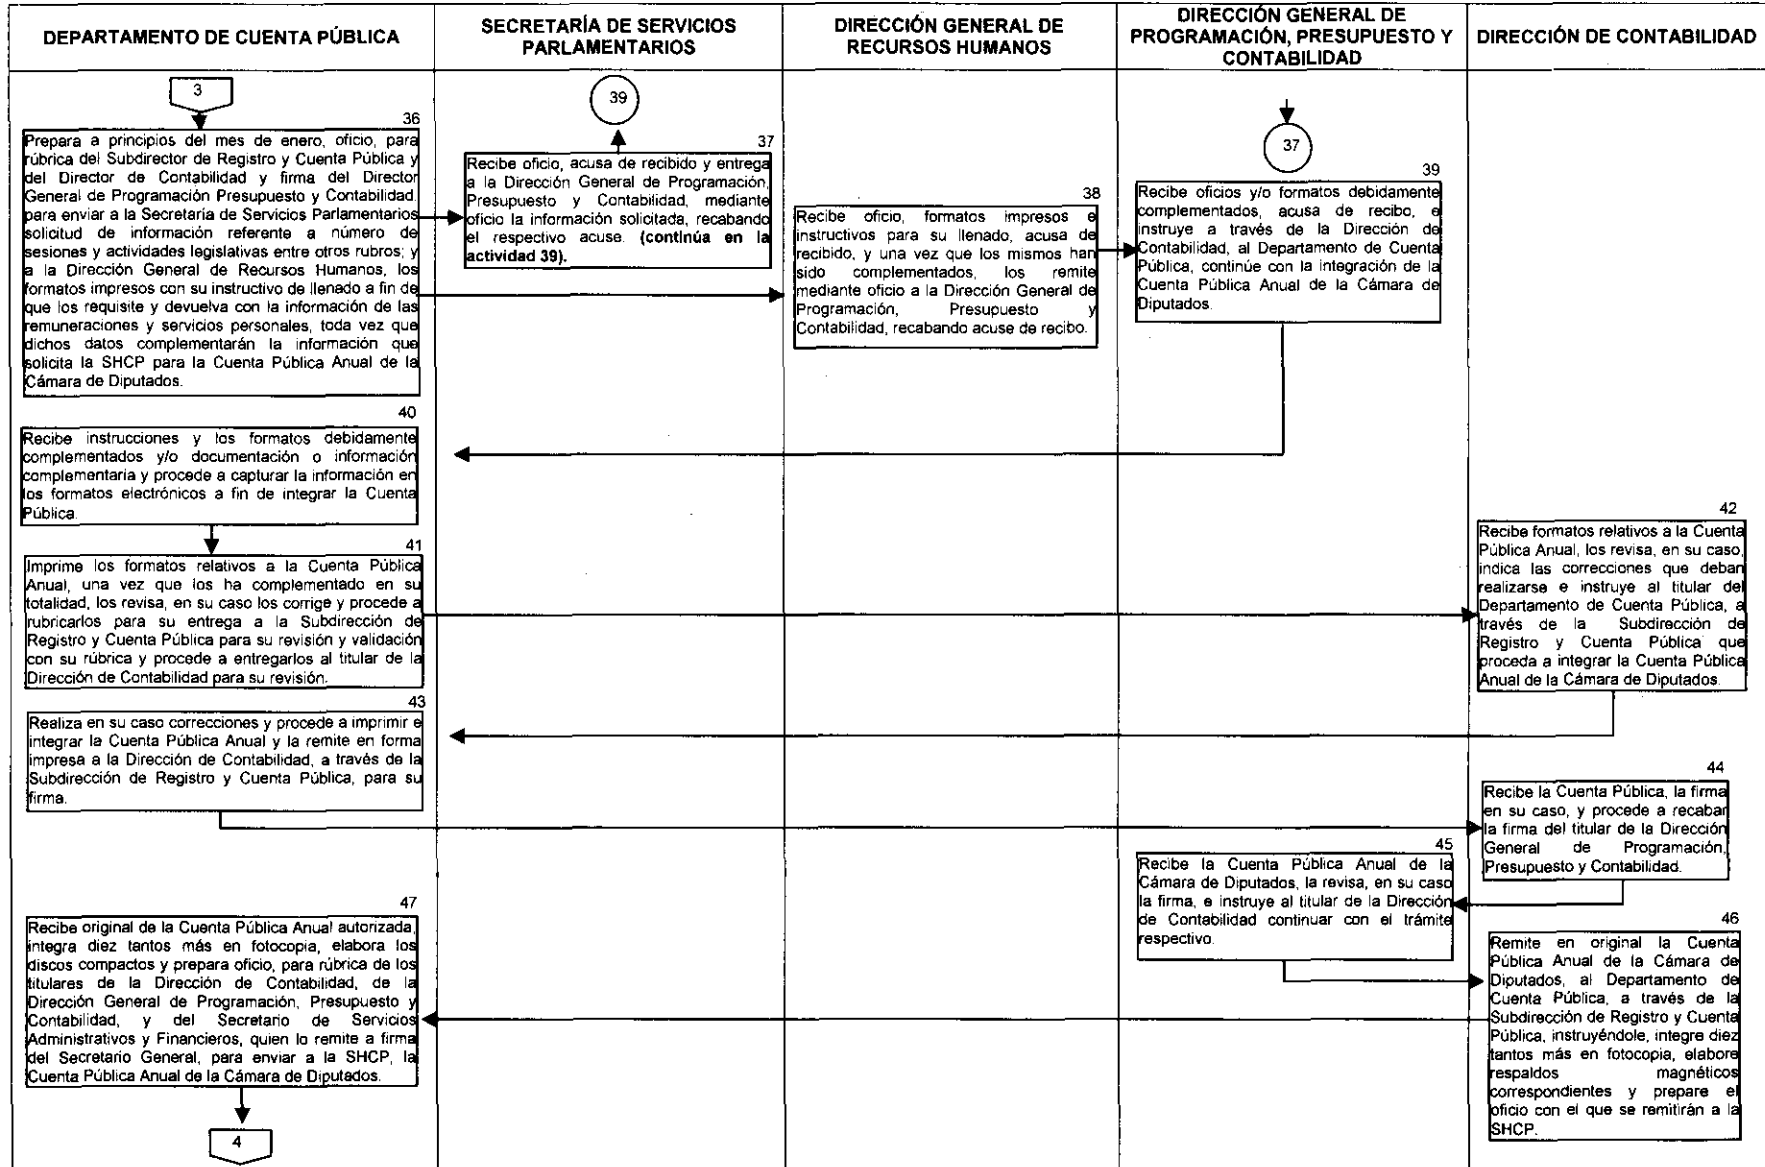 DEPARTAMENTO DE CUENTA PÚBLICA
SECRETARÍA DE SERVICIOS
PARLAMENTARIOS
DIRECCIÓN GENERAL DE
RECURSOS HUMANOS
DIRECCIÓN GENERAL DE
PROGRAMACIÓN, PRESUPUESTO Y
CONTABILIDAD
DIRECCIÓN DE CONTABILIDAD
3
36
Prepara a principios del mes de enero, oficio, para
rúbrica del Subdirector de Registro y Cuenta Pública y
del Director de Contabilidad y firma del Director
General de Programación Presupuesto y Contabilidad.
para enviar a la Secretaría de Servicios Parlamentarios
solicitud de información referente a número de
sesiones y actividades legislativas entre otros rubros; y
a la Dirección General de Recursos Humanos, los
formatos impresos con su instructivo de llenado a fin de
que los requisite y devuelva con la información de las
remuneraciones y servicios personales, toda vez que
dichos datos complementarán la información que
solicita la SHCP para la Cuenta Pública Anual de la
Cámara de Diputados.
39
37
Recibe oficio, acusa de recibido y entrega
a la Dirección General de Programación,
Presupuesto y Contabilidad, mediante
oficio la información solicitada, recabando
el respectivo acuse. (continúa en la
actividad 39).
38
Recibe oficio, formatos impresos e
instructivos para su llenado, acusa de
recibido, y una vez que los mismos han
sido complementados, los remite
mediante oficio a la Dirección General de
Programación, Presupuesto y
Contabilidad, recabando acuse de recibo.
37
39
Recibe oficios y/o formatos debidamente
complementados, acusa de recibo, e
instruye a través de la Dirección de
Contabilidad, al Departamento de Cuenta
Pública, continúe con la integración de la
Cuenta Pública Anual de la Cámara de
Diputados.
40
Recibe instrucciones y los formatos debidamente
complementados y/o documentación o información
complementaria y procede a capturar la información en
los formatos electrónicos a fin de integrar la Cuenta
Pública.
41
Imprime los formatos relativos a la Cuenta Pública
Anual, una vez que los ha complementado en su
totalidad, los revisa, en su caso los corrige y procede a
rubricarlos para su entrega a la Subdirección de
Registro y Cuenta Pública para su revisión y validación
con su rúbrica y procede a entregarlos al titular de la
Dirección de Contabilidad para su revisión.
42
Recibe formatos relativos a la Cuenta
Pública Anual, los revisa, en su caso,
indica las correcciones que deban
realizarse e instruye al titular del
Departamento de Cuenta Pública, a
través de la Subdirección de
Registro y Cuenta Pública que
proceda a integrar la Cuenta Pública
Anual de la Cámara de Diputados.
43
Realiza en su caso correcciones y procede a imprimir e
integrar la Cuenta Pública Anual y la remite en forma
impresa a la Dirección de Contabilidad, a través de la
Subdirección de Registro y Cuenta Pública, para su
firma.
44
Recibe la Cuenta Pública, la firma
en su caso, y procede a recabar
la firma del titular de la Dirección
General de Programación,
Presupuesto y Contabilidad.
45
Recibe la Cuenta Pública Anual de la
Cámara de Diputados, la revisa, en su caso
la firma, e instruye al titular de la Dirección
de Contabilidad continuar con el trámite
respectivo.
46
Remite en original la Cuenta
Pública Anual de la Cámara de
Diputados, al Departamento de
Cuenta Pública, a través de la
Subdirección de Registro y Cuenta
Pública, instruyéndole, integre diez
tantos más en fotocopia, elabore
respaldos magnéticos
correspondientes y prepare el
oficio con el que se remitirán a la
SHCP.
47
Recibe original de la Cuenta Pública Anual autorizada,
integra diez tantos más en fotocopia, elabora los
discos compactos y prepara oficio, para rúbrica de los
titulares de la Dirección de Contabilidad, de la
Dirección General de Programación, Presupuesto y
Contabilidad, y del Secretario de Servicios
Administrativos y Financieros, quien lo remite a firma
del Secretario General, para enviar a la SHCP, la
Cuenta Pública Anual de la Cámara de Diputados.
4